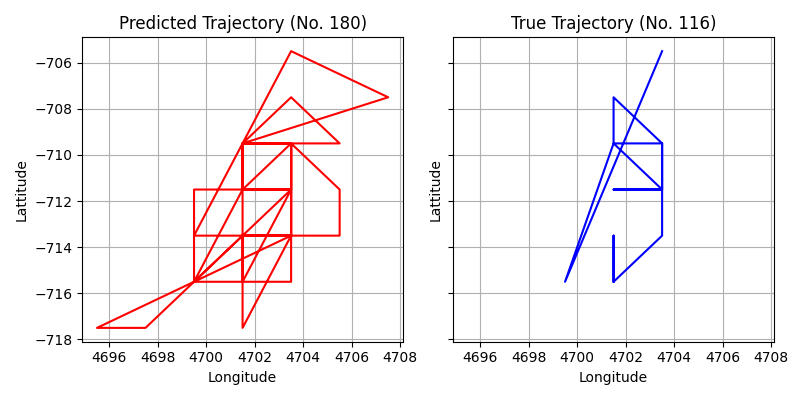 Predicted Trajectory (No. 180)
True Trajectory (No. 116)
−706
−708
−710
−712
−714
−716
−718
Lattitude
Lattitude
4696 4698 4700 4702 4704 4706 4708
4696 4698 4700 4702 4704 4706 4708
Longitude
Longitude